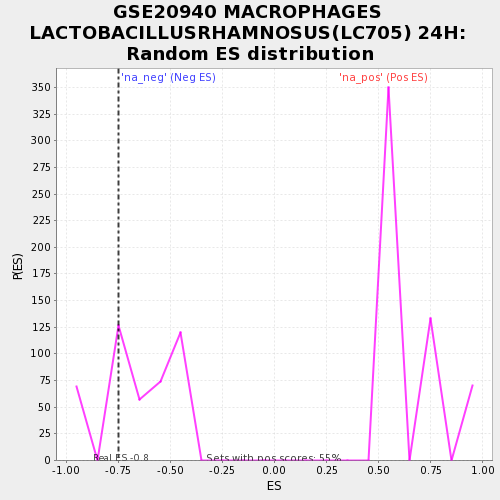 GSE20940 MACROPHAGES
LACTOBACILLUSRHAMNOSUS(LC705) 24H:
Random ES distribution
'na_neg' (Neg ES)
'na_pos' (Pos ES)
350
325
300
275
250
225
200
175
150
125
100
75
50
25
0
P(ES)
Real ES -0.8
Sets with pos scores: 55%
-1.00
-0.75
-0.50
-0.25
0.00
0.25
0.50
0.75
1.00
ES